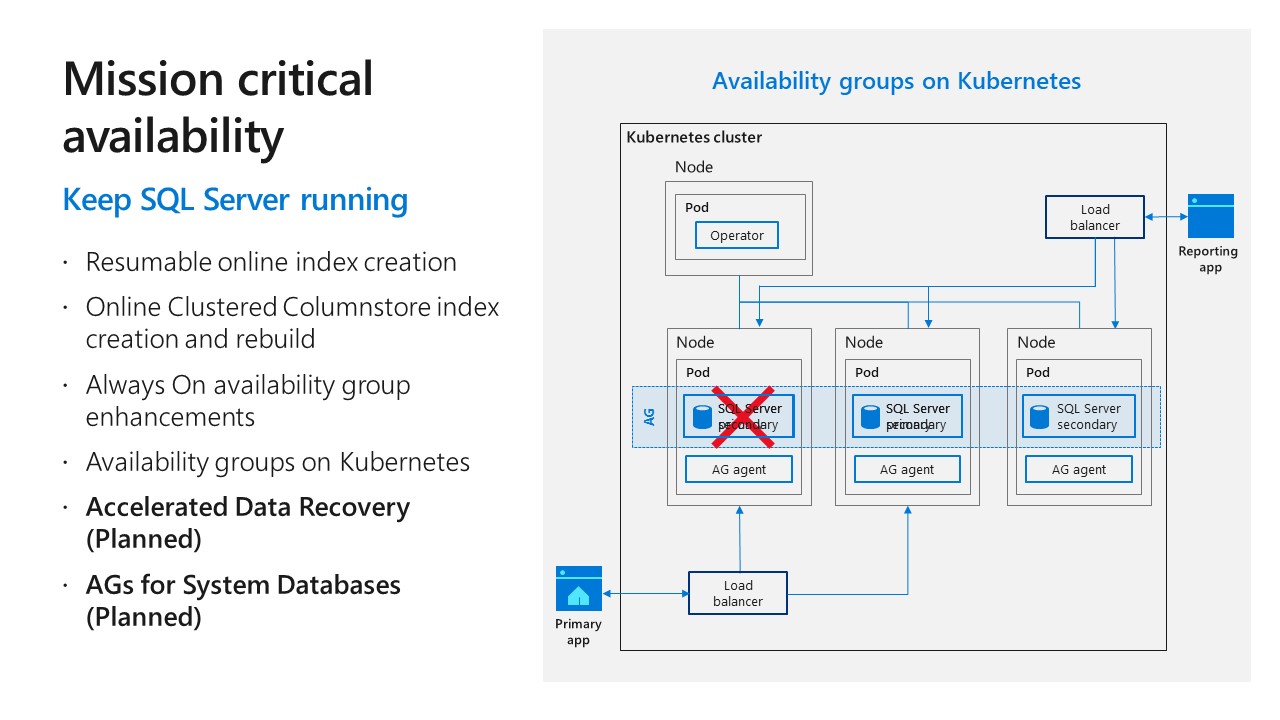 Mission critical
availability
Keep SQL Server running
· Resumable online index creation
· Online Clustered Columnstore index
creation and rebuild
· Always On availability group
enhancements
· Availability groups on Kubernetes
· Accelerated Data Recovery
(Planned)
· AGs for System Databases
(Planned)
Availability groups on Kubernetes
Kubernetes cluster
Node
Pod
Operator
Load
balancer
Reporting
app
Node
Pod
SQL Server
AG agent
Node
Pod
SQL Server
AG agent
Node
Pod
SQL Server
secondary
AG agent
AG
Load
balancer
Primary
app